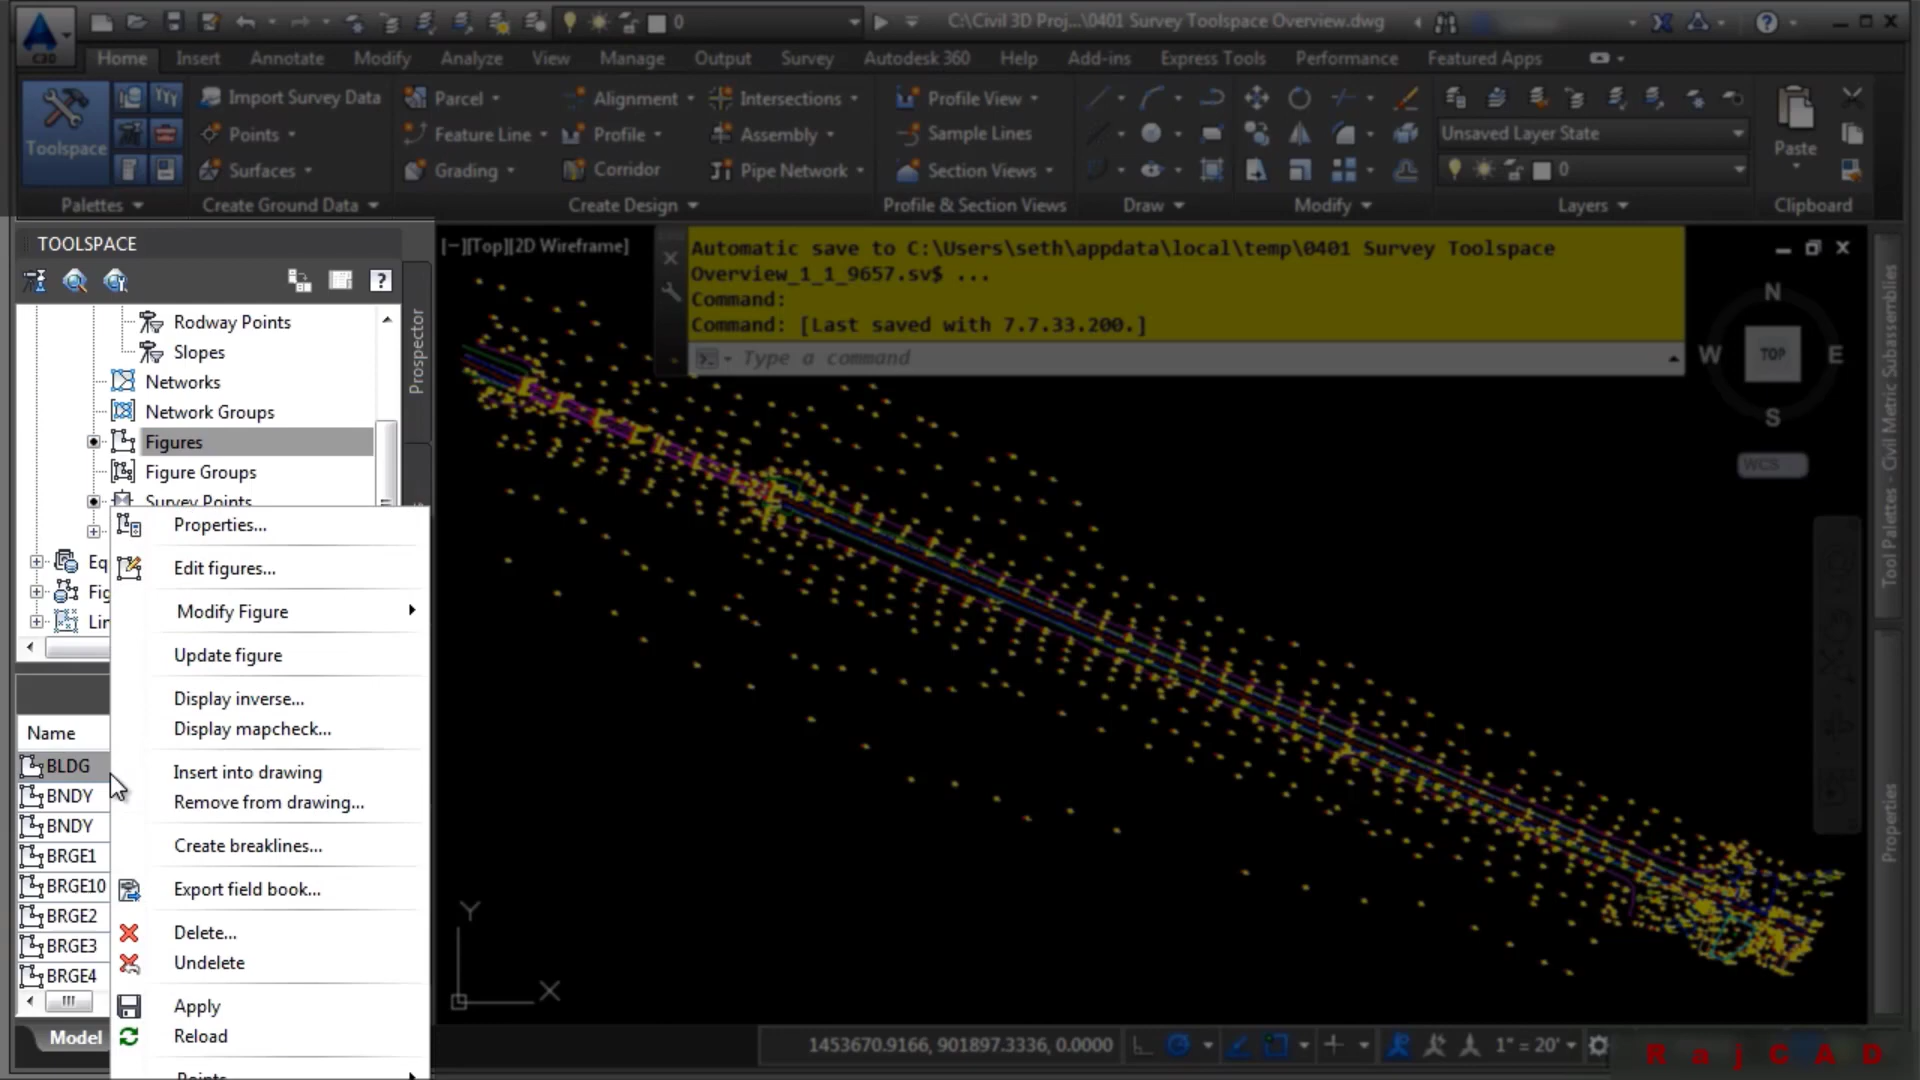 0
C:\Civil 3D Proj...\0401 Survey Toolspace Overview.dwg
C3D
Home Insert Annotate Modify Analyze View Manage Output Survey Autodesk 360 Help Add-ins Express Tools Performance Featured Apps
Toolspace
Import Survey Data
Points
Surfaces
Parcel
Feature Line
Grading
Alignment
Profile
Corridor
Intersections
Assembly
Pipe Network
Profile View
Sample Lines
Section Views
Unsaved Layer State
0
Paste
Palettes
Create Ground Data
Create Design
Profile & Section Views
Draw
Modify
Layers
Clipboard
TOOLSPACE
Rodway Points
Slopes
Networks
Network Groups
Figures
Figure Groups
Survey Points
Eq
Fig
Lin
Prospector
Name
BLDG
BNDY
BNDY
BRGE1
BRGE10
BRGE2
BRGE3
BRGE4
Model
Properties...
Edit figures...
Modify Figure
Update figure
Display inverse...
Display mapcheck...
Insert into drawing
Remove from drawing...
Create breaklines...
Export field book...
Delete...
Undelete
Apply
Reload
Points
[−][Top][2D Wireframe]
Automatic save to C:\Users\seth\appdata\local\temp\0401 Survey Toolspace
Overview_1_1_9657.sv$ ...
Command:
Command: [Last saved with 7.7.33.200.]
Type a command
N
W TOP E
S
WCS
Tool Palettes - Civil Metric Subassemblies
Properties
Y
X
1453670.9166, 901897.3336, 0.0000
1" = 20'
RajCAD